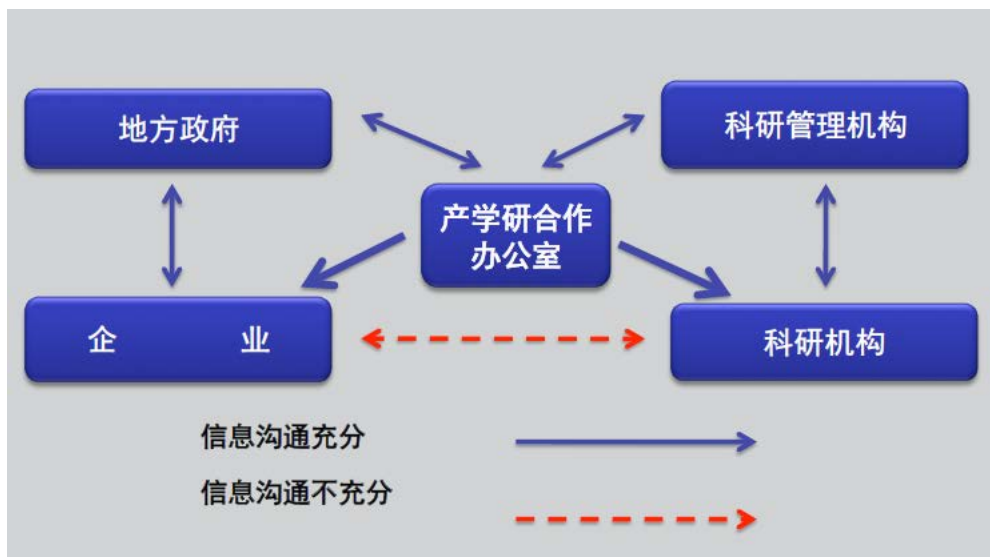 地方政府
科研管理机构
产学研合作
办公室
企 业
科研机构
信息沟通充分
信息沟通不充分